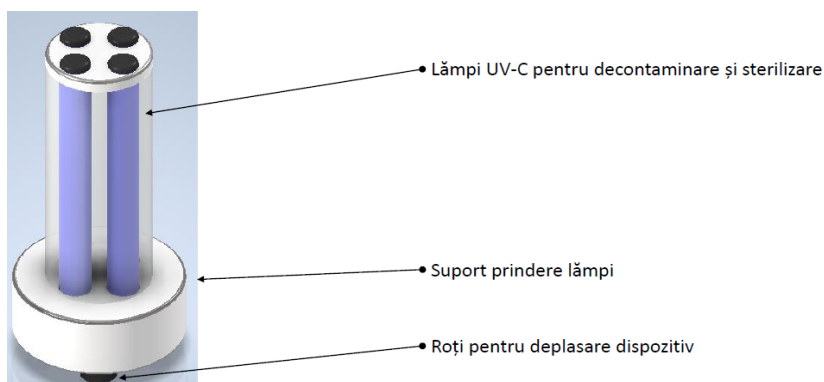 Lămpi UV-C pentru decontaminare și sterilizare
Suport prindere lămpi
Roți pentru deplasare dispozitiv